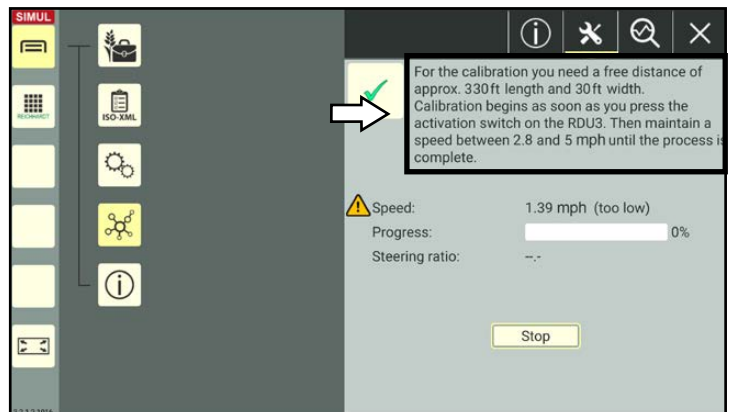 SIMUL
REICHHARDT
ISO-XML
For the calibration you need a free distance of
approx. 330ft length and 30ft width.
Calibration begins as soon as you press the
activation switch on the RDU3. Then maintain a
speed between 2.8 and 5 mph until the process is
complete.
Speed: 1.39 mph (too low)
Progress: 0%
Steering ratio: --.-
Stop